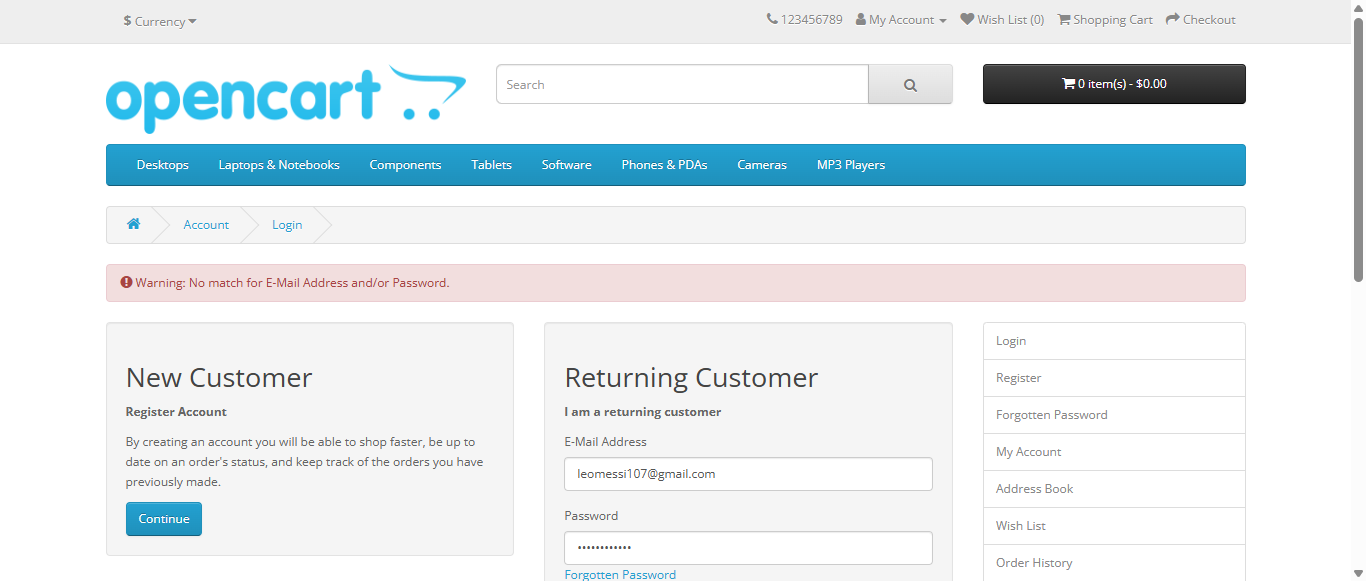 $ Currency
123456789 My Account Wish List (0) Shopping Cart Checkout
opencart
Search
0 item(s) - $0.00
Desktops Laptops & Notebooks Components Tablets Software Phones & PDAs Cameras MP3 Players
Account Login
Warning: No match for E-Mail Address and/or Password.
New Customer
Register Account
By creating an account you will be able to shop faster, be up to
date on an order's status, and keep track of the orders you have
previously made.
Continue
Returning Customer
I am a returning customer
E-Mail Address
leomessi107@gmail.com
Password
••••••••••••
Forgotten Password
Login
Register
Forgotten Password
My Account
Address Book
Wish List
Order History